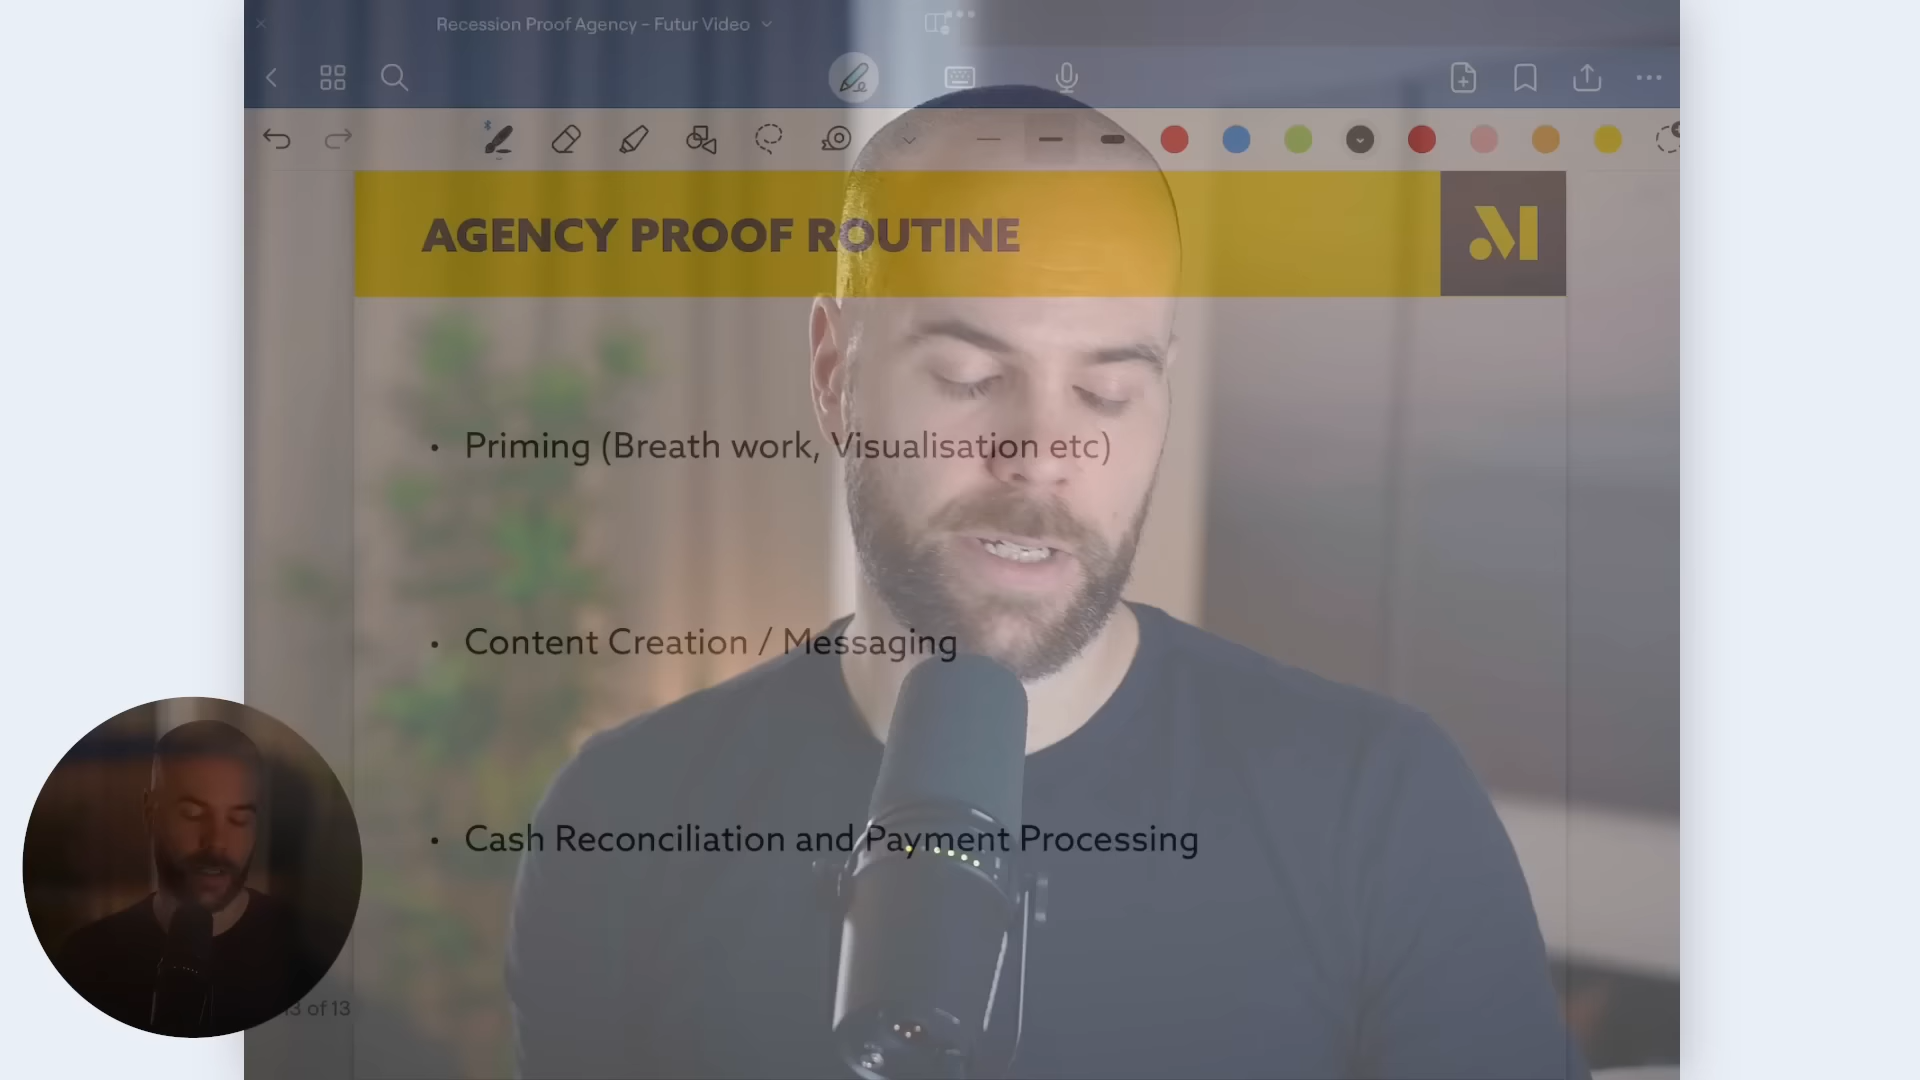 Recession Proof Agency – Futur Video
AGENCY PROOF ROUTINE
• Priming (Breath work, Visualisation etc)
• Content Creation / Messaging
• Cash Reconciliation and Payment Processing
13 of 13